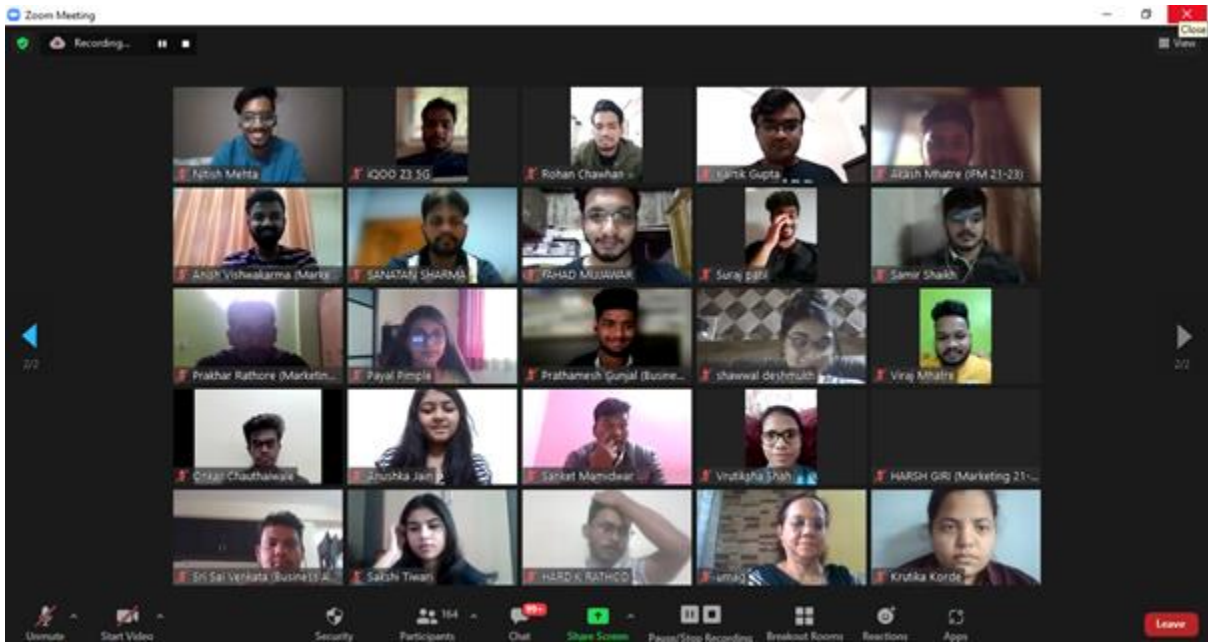 Zoom Meeting
Close
Recording...
View
Nitish Mehta
iQOO Z3 5G
Rohan Chawhan
Kartik Gupta
Akash Mhatre (IPM 21-23)
Anish Vishwakarma (Marke...
SANATAN SHARMA
FAHAD MUJAWAR
Suraj patil
Samir Shaikh
Prakhar Rathore (Marketin...
Payal Pimple
Prathamesh Gunjal (Busine...
shawwal deshmukh
Viraj Mhatre
2/2
2/2
Onkar Chauthaiwale
Anushka Jain
Sanket Mamidwar
Vrutiksha Shah
HARSH GIRI (Marketing 21-...
Sri Sai Venkata (Business A...
Sakshi Tiwari
HARD K RATHOD
umag
Krutika Korde
Unmute
Start Video
Security
164
Participants
99+
Chat
Share Screen
Pause/Stop Recording
Breakout Rooms
Reactions
Apps
Leave